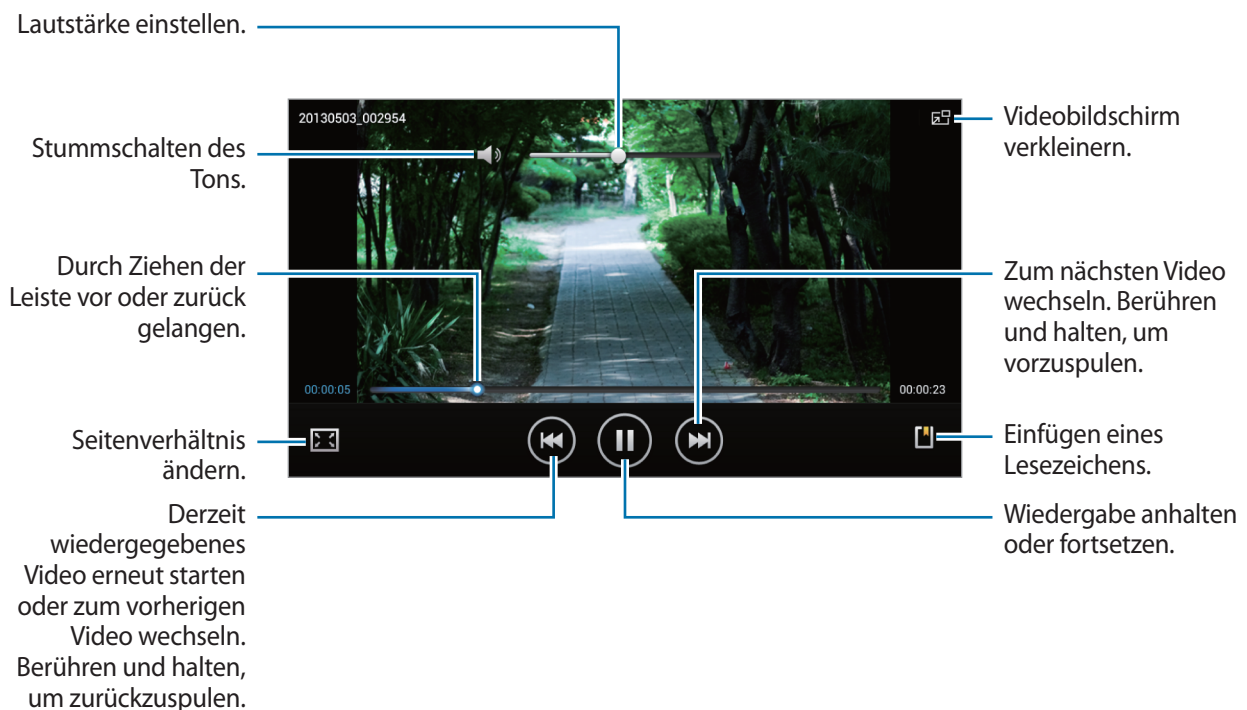 Lautstärke einstellen.
20130503_002954
Stummschalten des
Tons.
Videobildschirm
verkleinern.
Durch Ziehen der
Leiste vor oder zurück
gelangen.
Zum nächsten Video
wechseln. Berühren
und halten, um
vorzuspulen.
00:00:05
00:00:23
Seitenverhältnis
ändern.
Einfügen eines
Lesezeichens.
Derzeit
wiedergegebenes
Video erneut starten
oder zum vorherigen
Video wechseln.
Berühren und halten,
um zurückzuspulen.
Wiedergabe anhalten
oder fortsetzen.